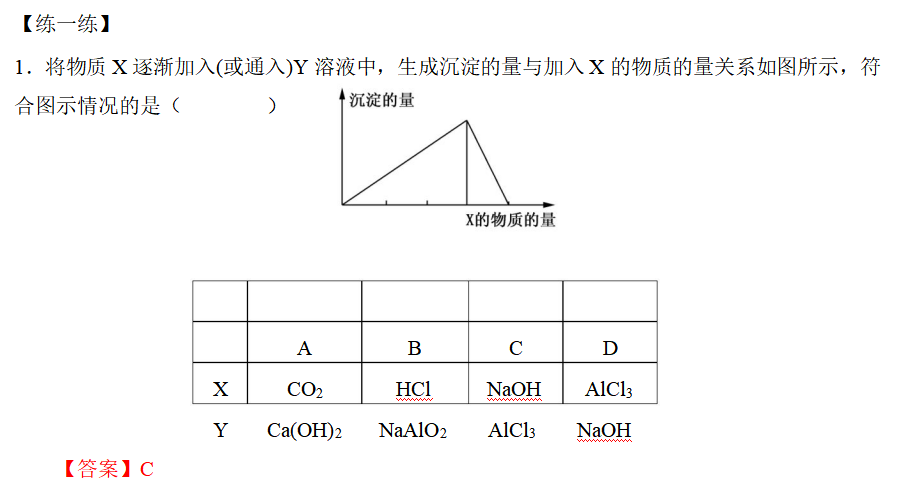 【练一练】
1．将物质 X 逐渐加入(或通入)Y 溶液中，生成沉淀的量与加入 X 的物质的量关系如图所示，符
合图示情况的是（　　　　）
沉淀的量
X的物质的量
A B C D
X CO₂ HCl NaOH AlCl₃
Y Ca(OH)₂ NaAlO₂ AlCl₃ NaOH
【答案】C